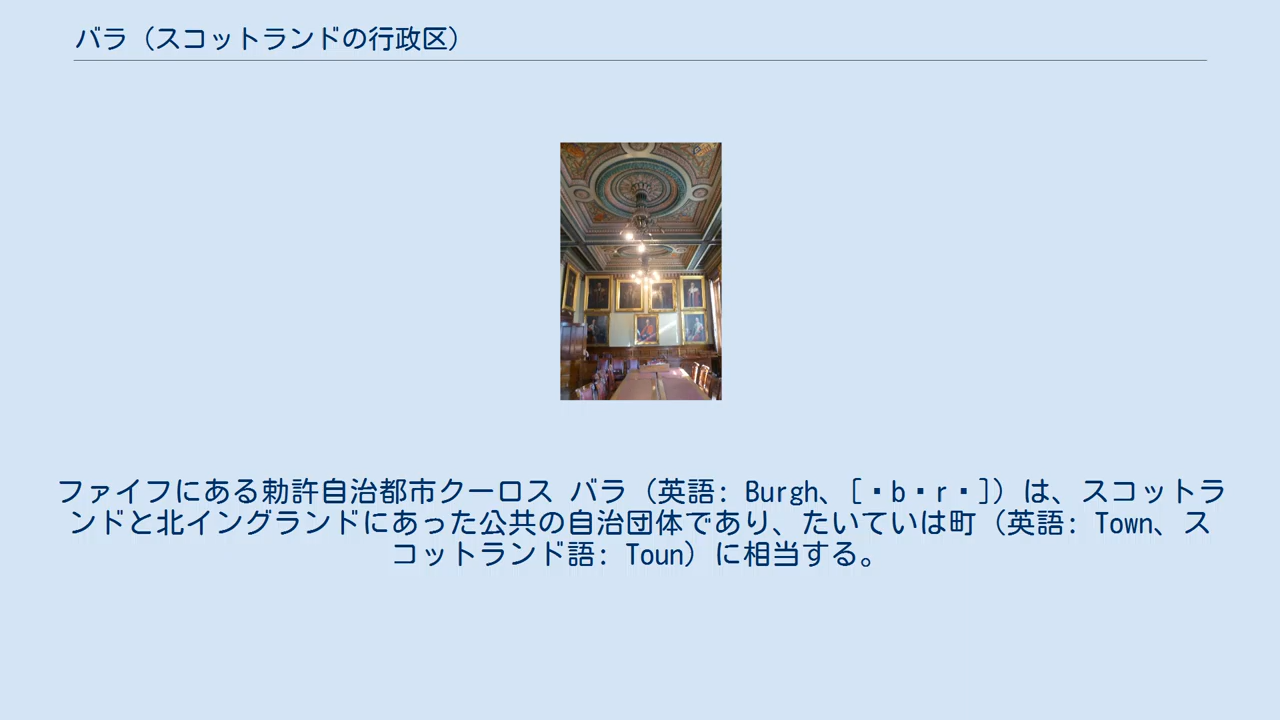 バラ（スコットランドの行政区）
ファイフにある勅許自治都市クーロス バラ（英語: Burgh、[・b・r・]）は、スコットラ
ンドと北イングランドにあった公共の自治団体であり、たいていは町（英語: Town、ス
コットランド語: Toun）に相当する。